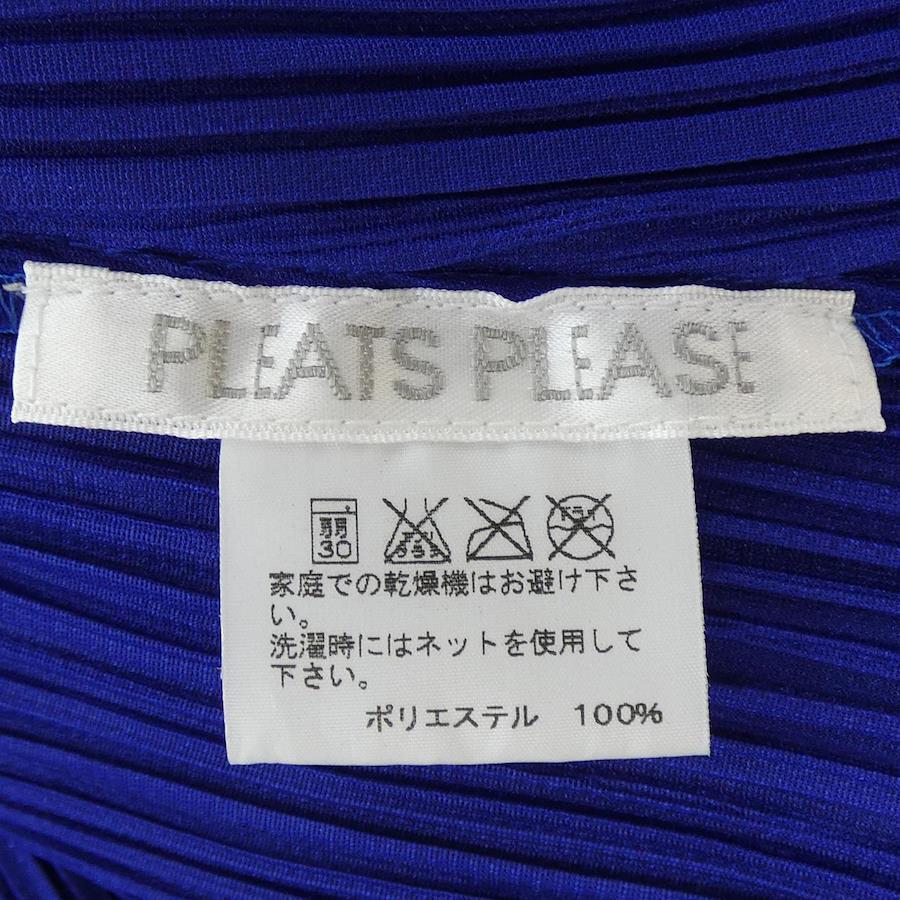 PLEATS PLEASE
弱
30
家庭での乾燥機はお避け下さ
い。
洗濯時にはネットを使用して
下さい。
ポリエステル 100%